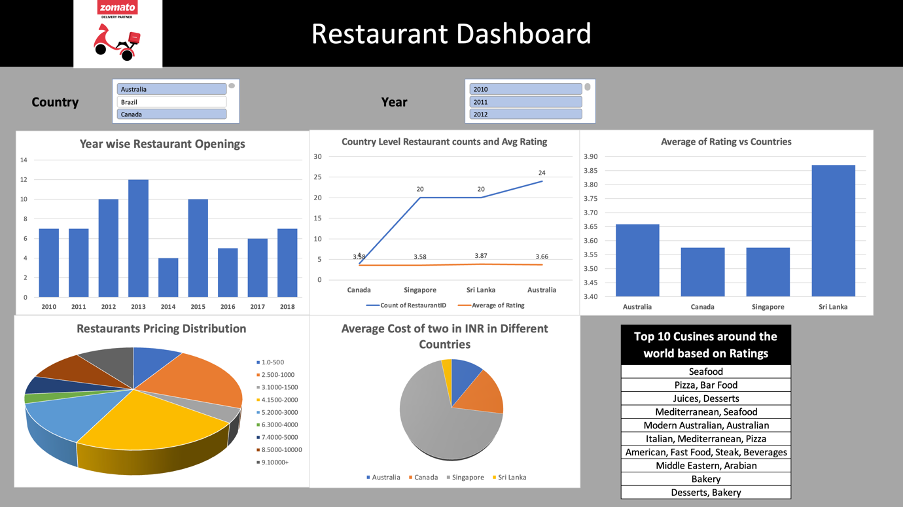 zomato
DELIVERY PARTNER
Restaurant Dashboard
Country
Australia
Brazil
Canada
Year
2010
2011
2012
Year wise Restaurant Openings
14
12
10
8
6
4
2
0
2010 2011 2012 2013 2014 2015 2016 2017 2018
Country Level Restaurant counts and Avg Rating
30
25
20
15
10
5
0
20
20
24
3.58
3.58
3.87
3.66
Canada Singapore Sri Lanka Australia
Count of RestaurantID Average of Rating
Average of Rating vs Countries
3.90
3.85
3.80
3.75
3.70
3.65
3.60
3.55
3.50
3.45
3.40
Australia Canada Singapore Sri Lanka
Restaurants Pricing Distribution
1.0-500
2.500-1000
3.1000-1500
4.1500-2000
5.2000-3000
6.3000-4000
7.4000-5000
8.5000-10000
9.10000+
Average Cost of two in INR in Different
Countries
Australia Canada Singapore Sri Lanka
Top 10 Cusines around the
world based on Ratings
Seafood
Pizza, Bar Food
Juices, Desserts
Mediterranean, Seafood
Modern Australian, Australian
Italian, Mediterranean, Pizza
American, Fast Food, Steak, Beverages
Middle Eastern, Arabian
Bakery
Desserts, Bakery